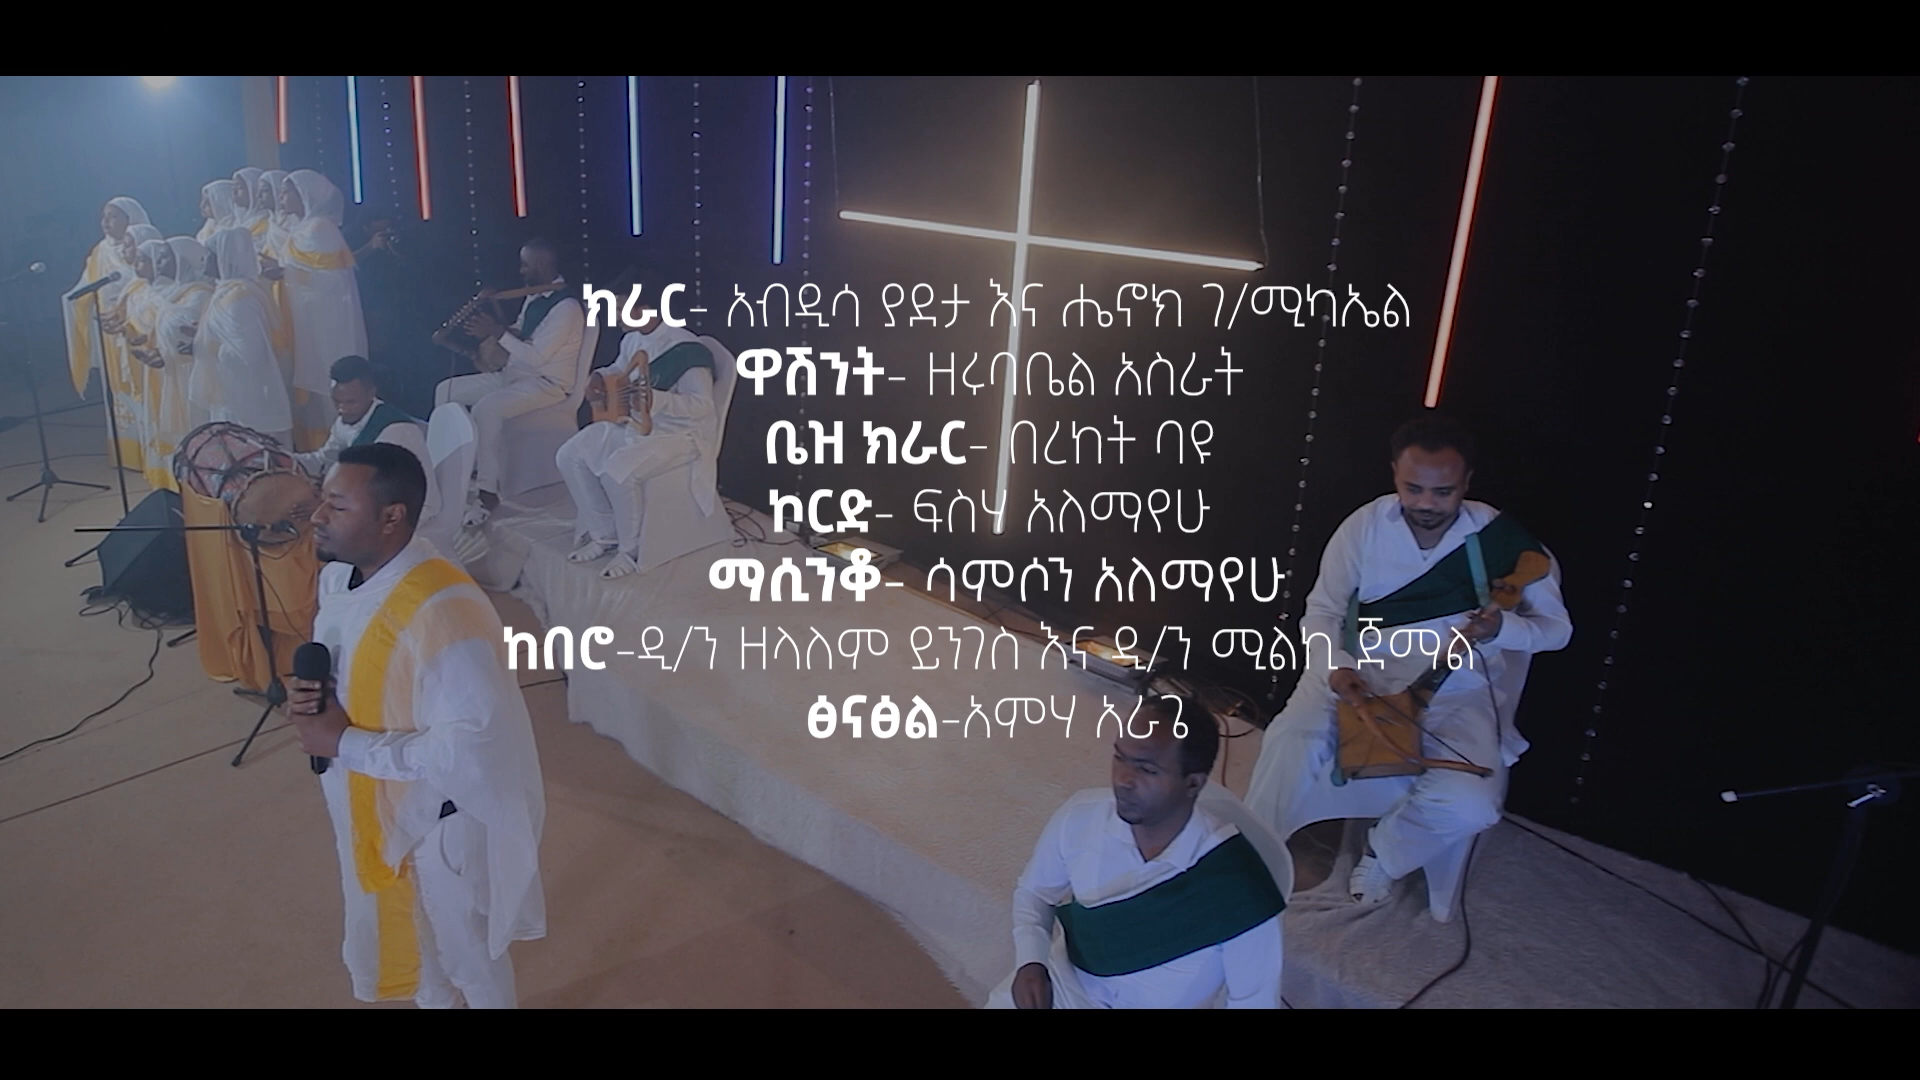 ክራር- አብዲሳ ያደታ እና ሔኖክ ገ/ሚካኤል
ዋሽንት- ዘሩባቤል አስራት
ቤዝ ክራር- በረከት ባዩ
ኮርድ- ፍስሃ አለማየሁ
ማሲንቆ- ሳምሶን አለማየሁ
ከበሮ-ዲ/ን ዘላለም ይንገስ እና ዲ/ን ሚልኪ ጀማል
ፅናፅል-አምሃ አራጌ